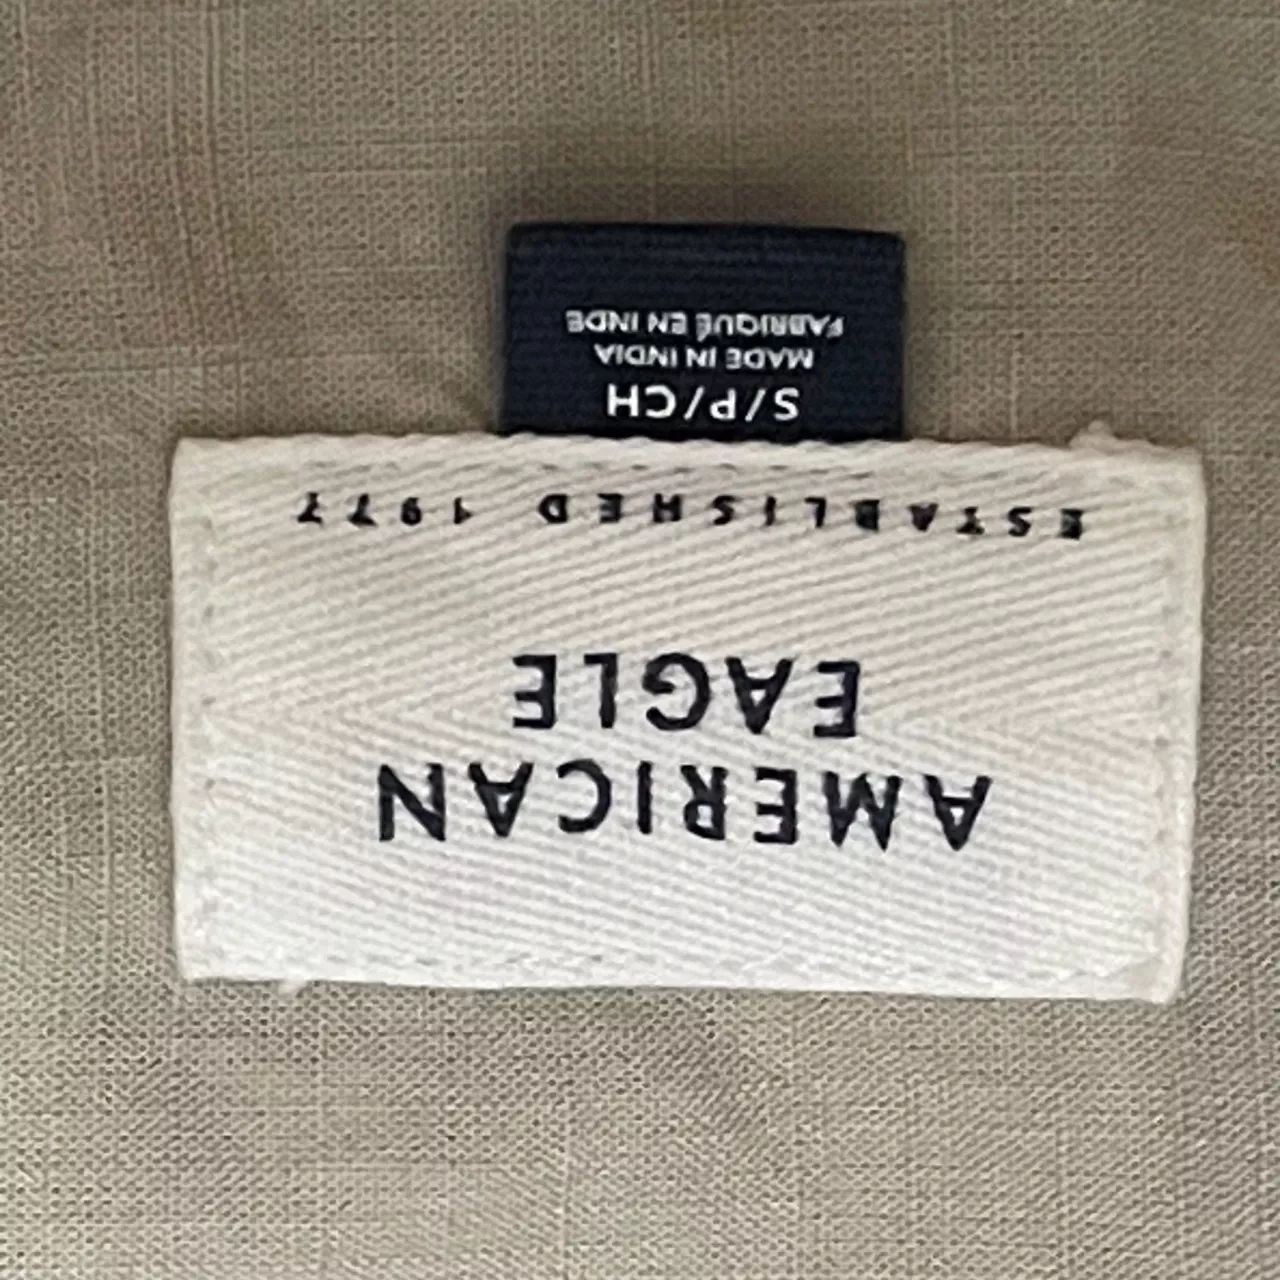 AMERICAN
EAGLE
ESTABLISHED 1977
S/P/CH
MADE IN INDIA
FABRIQUÉ EN INDE